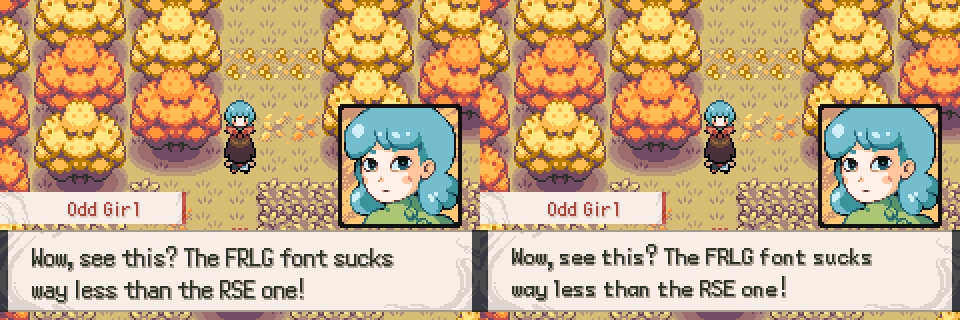 Odd Girl
Wow, see this? The FRLG font sucks
way less than the RSE one!
Odd Girl
Wow, see this? The FRLG font sucks
way less than the RSE one!